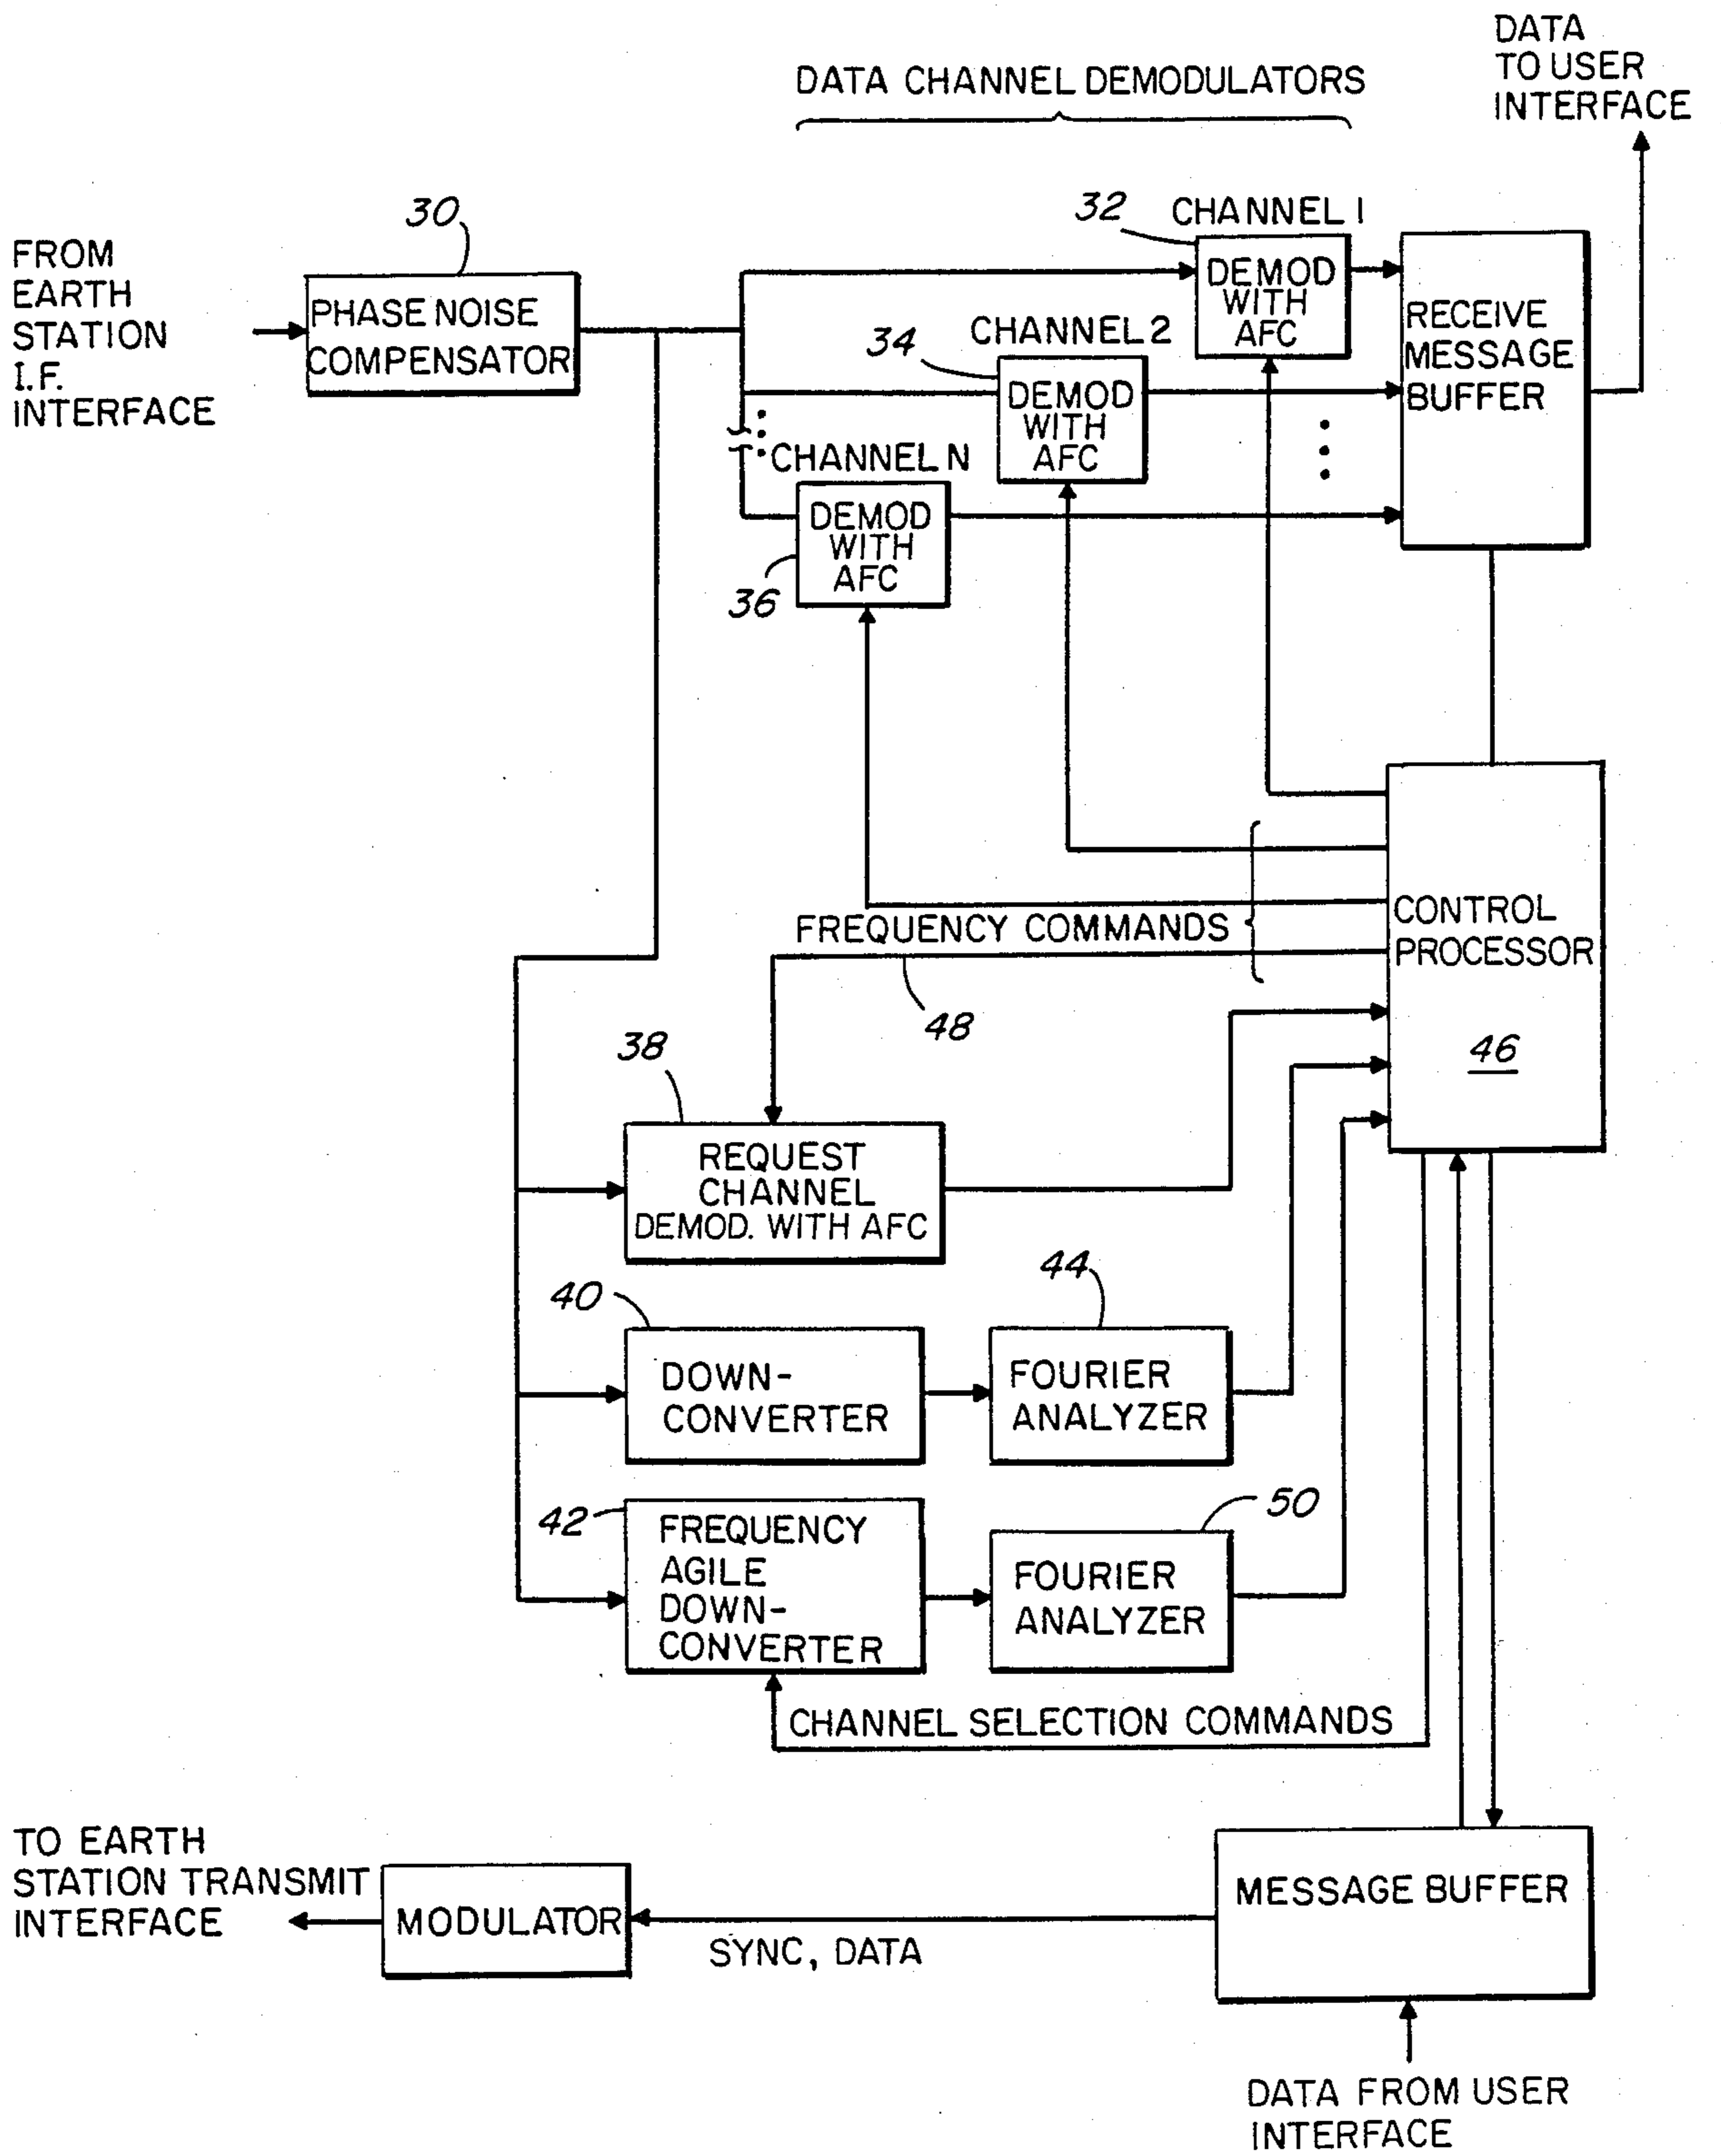 DATA
TO USER
INTERFACE
DATA CHANNEL DEMODULATORS
30
32
CHANNEL 1
FROM
EARTH
STATION
I.F.
INTERFACE
PHASE NOISE
COMPENSATOR
DEMOD
WITH
AFC
RECEIVE
MESSAGE
BUFFER
34
CHANNEL 2
DEMOD
WITH
AFC
CHANNEL N
DEMOD
WITH
AFC
36
FREQUENCY COMMANDS
CONTROL
PROCESSOR
46
48
38
REQUEST
CHANNEL
DEMOD. WITH AFC
40
DOWN-
CONVERTER
44
FOURIER
ANALYZER
42
FREQUENCY
AGILE
DOWN-
CONVERTER
50
FOURIER
ANALYZER
CHANNEL SELECTION COMMANDS
TO EARTH
STATION TRANSMIT
INTERFACE
MODULATOR
SYNC, DATA
MESSAGE BUFFER
DATA FROM USER
INTERFACE